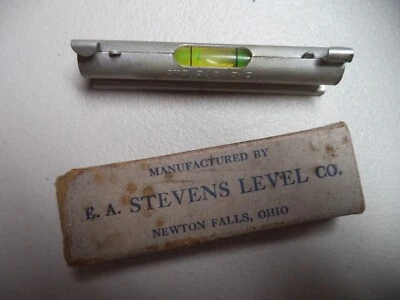 MANUFACTURED BY
E. A. STEVENS LEVEL CO.
NEWTON FALLS, OHIO